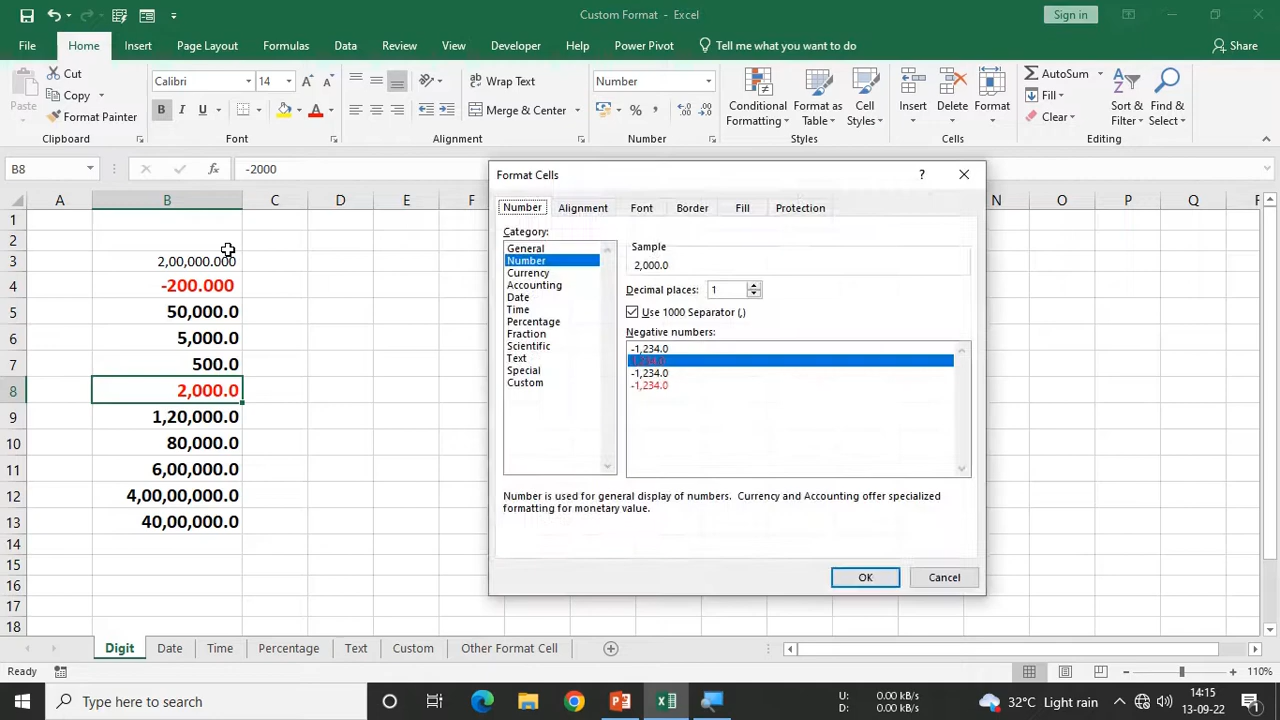 Custom Format - Excel
Sign in
File Home Insert Page Layout Formulas Data Review View Developer Help Power Pivot Tell me what you want to do Share
Paste
Cut
Copy
Format Painter
Clipboard
Calibri 14
B I U
Font
Wrap Text
Merge & Center
Alignment
Number
Number
Conditional Formatting
Format as Table
Cell Styles
Styles
Insert Delete Format
Cells
AutoSum
Fill
Clear
Sort & Filter
Find & Select
Editing
B8 fx -2000
A B C D E F N O P Q
1
2
3 2,00,000.000
4 -200.000
5 50,000.0
6 5,000.0
7 500.0
8 2,000.0
9 1,20,000.0
10 80,000.0
11 6,00,000.0
12 4,00,00,000.0
13 40,00,000.0
14
15
16
17
18
Format Cells ?
Number Alignment Font Border Fill Protection
Category:
General
Number
Currency
Accounting
Date
Time
Percentage
Fraction
Scientific
Text
Special
Custom
Sample
2,000.0
Decimal places: 1
Use 1000 Separator (,)
Negative numbers:
-1,234.0
1,234.0
-1,234.0
-1,234.0
Number is used for general display of numbers. Currency and Accounting offer specialized
formatting for monetary value.
OK Cancel
Digit Date Time Percentage Text Custom Other Format Cell
Ready 110%
Type here to search
U: 0.00 kB/s
D: 0.00 kB/s
32°C Light rain
14:15
13-09-22
1